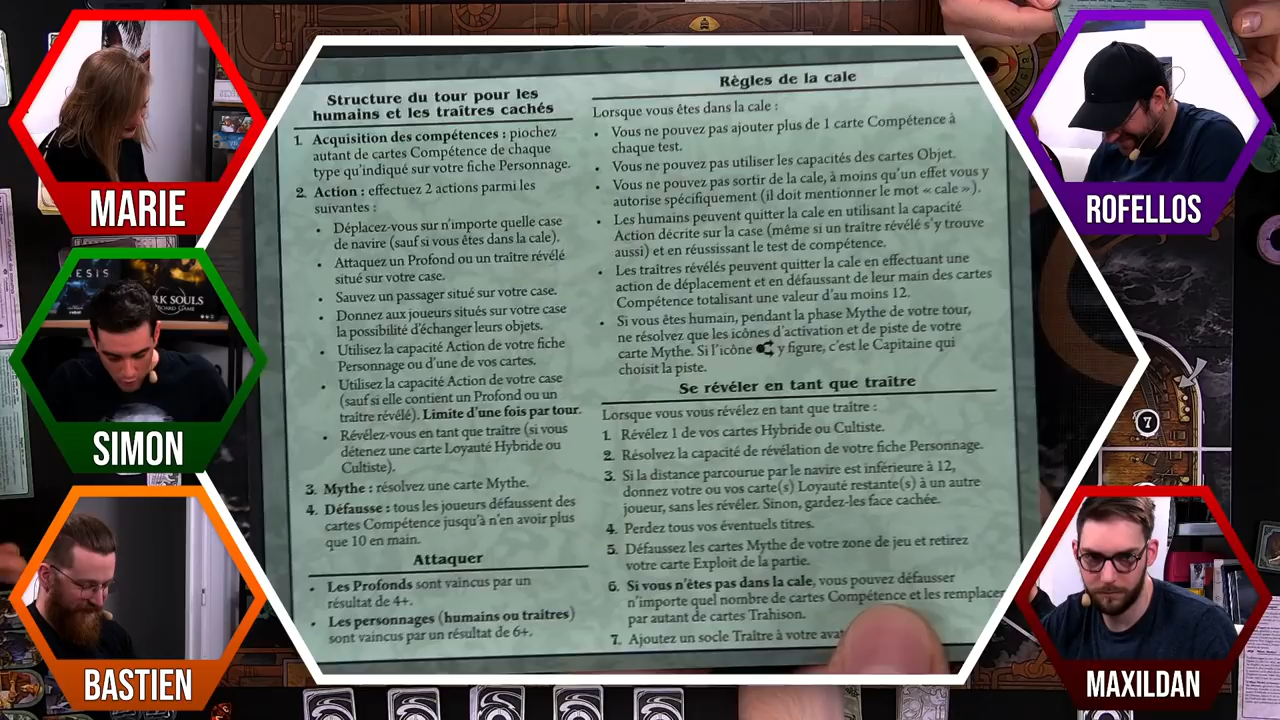 MARIE
SIMON
BASTIEN
ROFELLOS
MAXILDAN
ESIS
RK SOULS
BOARD GAME
7
Structure du tour pour les
humains et les traîtres cachés
1. Acquisition des compétences : piochez
autant de cartes Compétence de chaque
type qu'indiqué sur votre fiche Personnage.
2. Action : effectuez 2 actions parmi les
suivantes :
• Déplacez-vous sur n'importe quelle case
de navire (sauf si vous êtes dans la cale).
• Attaquez un Profond ou un traître révélé
situé sur votre case.
• Sauvez un passager situé sur votre case.
• Donnez aux joueurs situés sur votre case
la possibilité d'échanger leurs objets.
• Utilisez la capacité Action de votre fiche
Personnage ou d'une de vos cartes.
• Utilisez la capacité Action de votre case
(sauf si elle contient un Profond ou un
traître révélé). Limite d'une fois par tour.
• Révélez-vous en tant que traître (si vous
détenez une carte Loyauté Hybride ou
Cultiste).
3. Mythe : résolvez une carte Mythe.
4. Défausse : tous les joueurs défaussent des
cartes Compétence jusqu'à n'en avoir plus
que 10 en main.
Attaquer
• Les Profonds sont vaincus par un
résultat de 4+.
• Les personnages (humains ou traîtres)
sont vaincus par un résultat de 6+.
Règles de la cale
Lorsque vous êtes dans la cale :
• Vous ne pouvez pas ajouter plus de 1 carte Compétence à
chaque test.
• Vous ne pouvez pas utiliser les capacités des cartes Objet.
• Vous ne pouvez pas sortir de la cale, à moins qu'un effet vous y
autorise spécifiquement (il doit mentionner le mot « cale »).
• Les humains peuvent quitter la cale en utilisant la capacité
Action décrite sur la case (même si un traître révélé s'y trouve
aussi) et en réussissant le test de compétence.
• Les traîtres révélés peuvent quitter la cale en effectuant une
action de déplacement et en défaussant de leur main des cartes
Compétence totalisant une valeur d'au moins 12.
• Si vous êtes humain, pendant la phase Mythe de votre tour,
ne résolvez que les icônes d'activation et de piste de votre
carte Mythe. Si l'icône y figure, c'est le Capitaine qui
choisit la piste.
Se révéler en tant que traître
Lorsque vous vous révélez en tant que traître :
1. Révélez 1 de vos cartes Hybride ou Cultiste.
2. Résolvez la capacité de révélation de votre fiche Personnage.
3. Si la distance parcourue par le navire est inférieure à 12,
donnez votre ou vos carte(s) Loyauté restante(s) à un autre
joueur, sans les révéler. Sinon, gardez-les face cachée.
4. Perdez tous vos éventuels titres.
5. Défaussez les cartes Mythe de votre zone de jeu et retirez
votre carte Exploit de la partie.
6. Si vous n'êtes pas dans la cale, vous pouvez défausser
n'importe quel nombre de cartes Compétence et les remplacer
par autant de cartes Trahison.
7. Ajoutez un socle Traître à votre